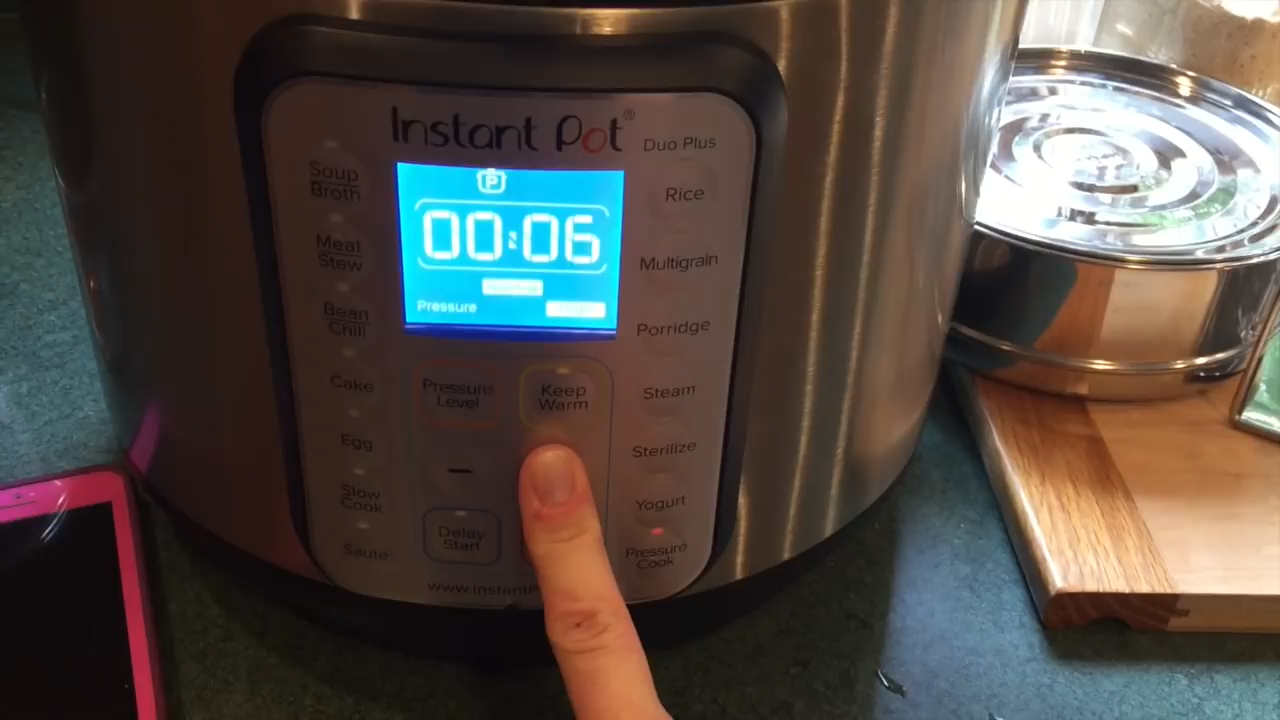 Instant Pot®
Duo Plus
Soup
Broth
Meat
Stew
Bean
Chili
Cake
Egg
Slow
Cook
Sauté
P
00:06
Pressure
Pressure
Level
Keep
Warm
-
Delay
Start
Rice
Multigrain
Porridge
Steam
Sterilize
Yogurt
Pressure
Cook